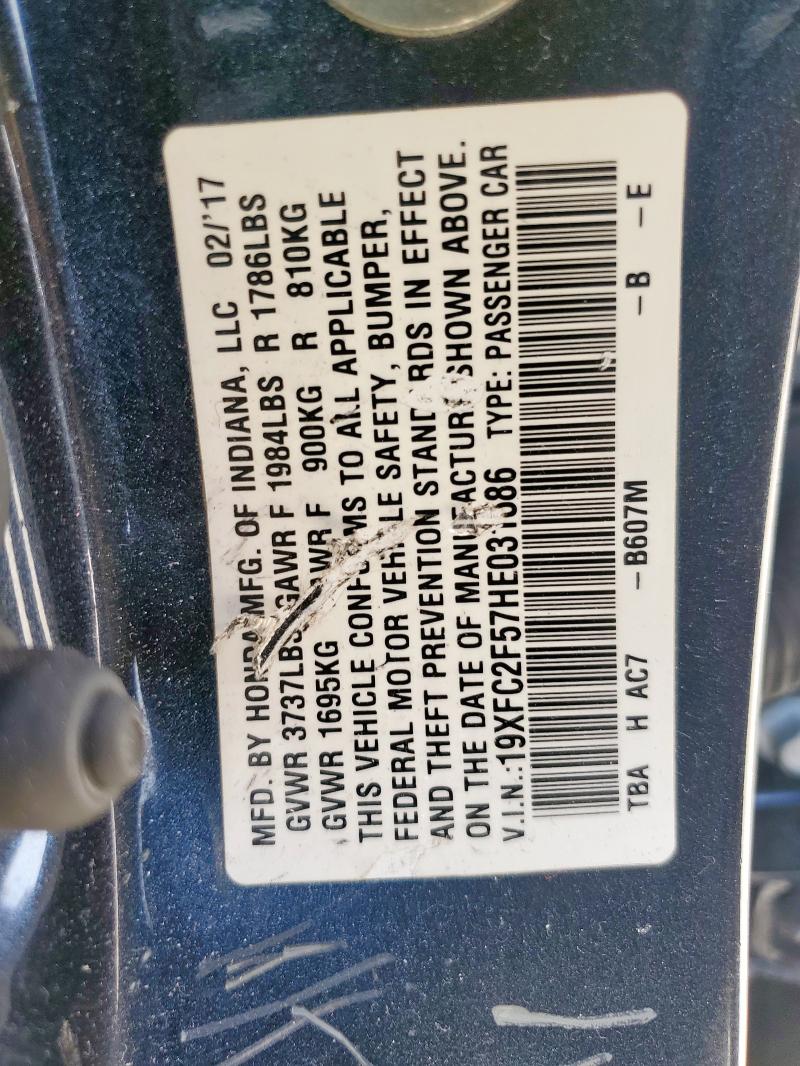 MFD. BY HONDA MFG. OF INDIANA, LLC 02/'17
GVWR 3737LBS GAWR F 1984LBS R 1786LBS
GVWR 1695KG GAWR F 900KG R 810KG
THIS VEHICLE CONFORMS TO ALL APPLICABLE
FEDERAL MOTOR VEHICLE SAFETY, BUMPER,
AND THEFT PREVENTION STANDARDS IN EFFECT
ON THE DATE OF MANUFACTURE SHOWN ABOVE.
V.I.N.: TYPE: PASSENGER CAR
TBA H AC7 -B607M -B -E